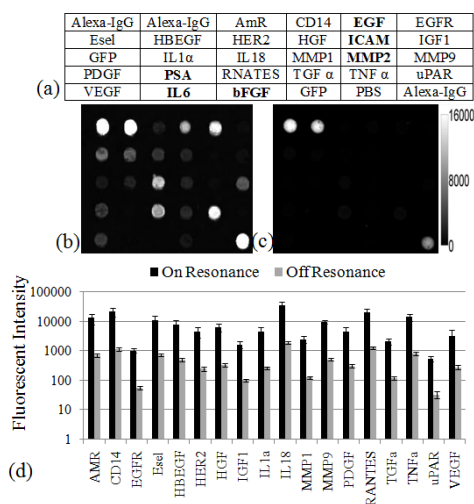 Alexa-IgG Alexa-IgG AmR CD14 EGF EGFR
Esel HBEGF HER2 HGF ICAM IGF1
GFP IL1α IL18 MMP1 MMP2 MMP9
PDGF PSA RNATES TGF α TNF α uPAR
VEGF IL6 bFGF GFP PBS Alexa-IgG
(a)
16000
8000
0
(b)
(c)
On Resonance Off Resonance
Fluorescent Intensity
100000
10000
1000
100
10
1
AMR CD14 EGFR Esel HBEGF HER2 HGF IGF1 IL1a IL18 MMP1 MMP9 PDGF RANTES TGFa TNFa uPAR VEGF
(d)